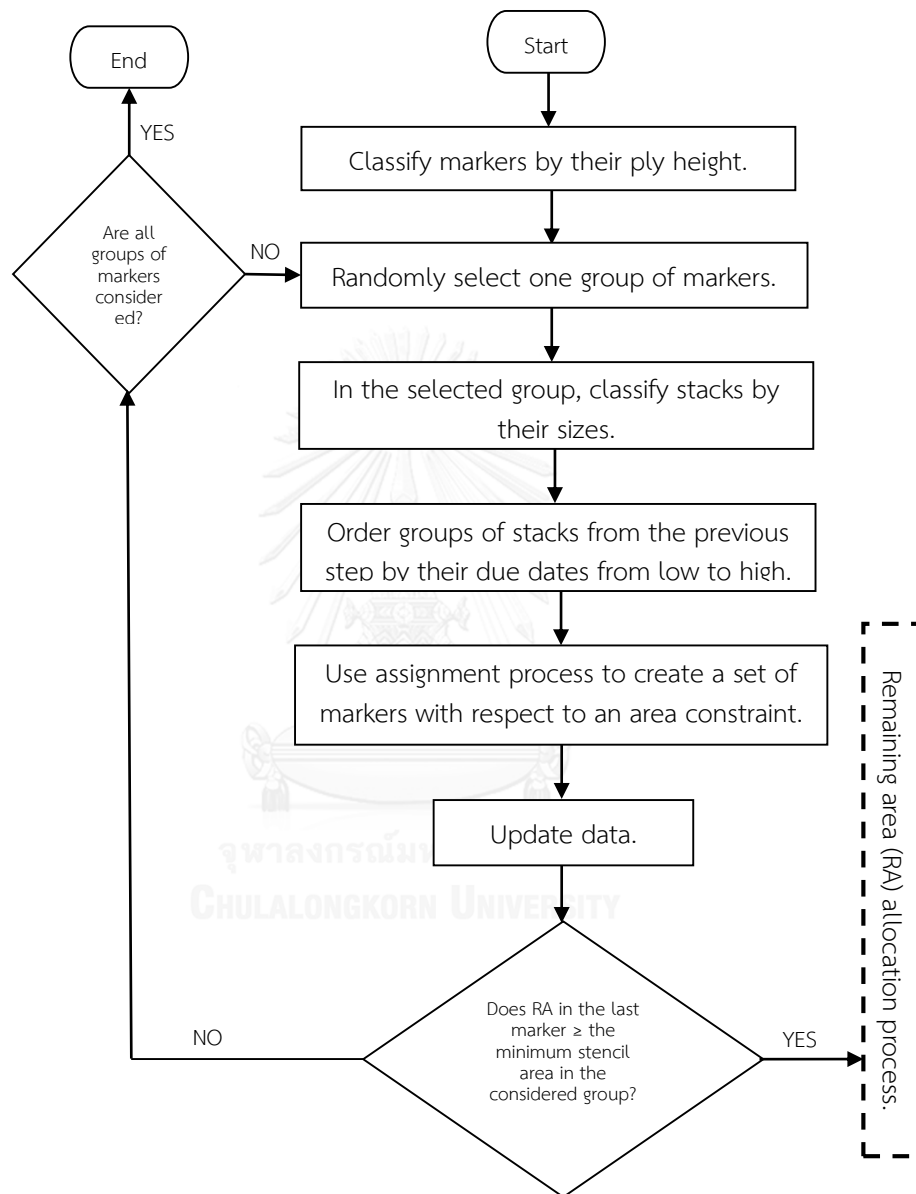 Start
End
Classify markers by their ply height.
YES
Are all
groups of
markers
consider
ed?
NO
Randomly select one group of markers.
In the selected group, classify stacks by
their sizes.
Order groups of stacks from the previous
step by their due dates from low to high.
Use assignment process to create a set of
markers with respect to an area constraint.
Update data.
CHULALONGKORN UNIVERSITY
Does RA in the last
marker ≥ the
minimum stencil
area in the
considered group?
NO
YES
Remaining area (RA) allocation process.